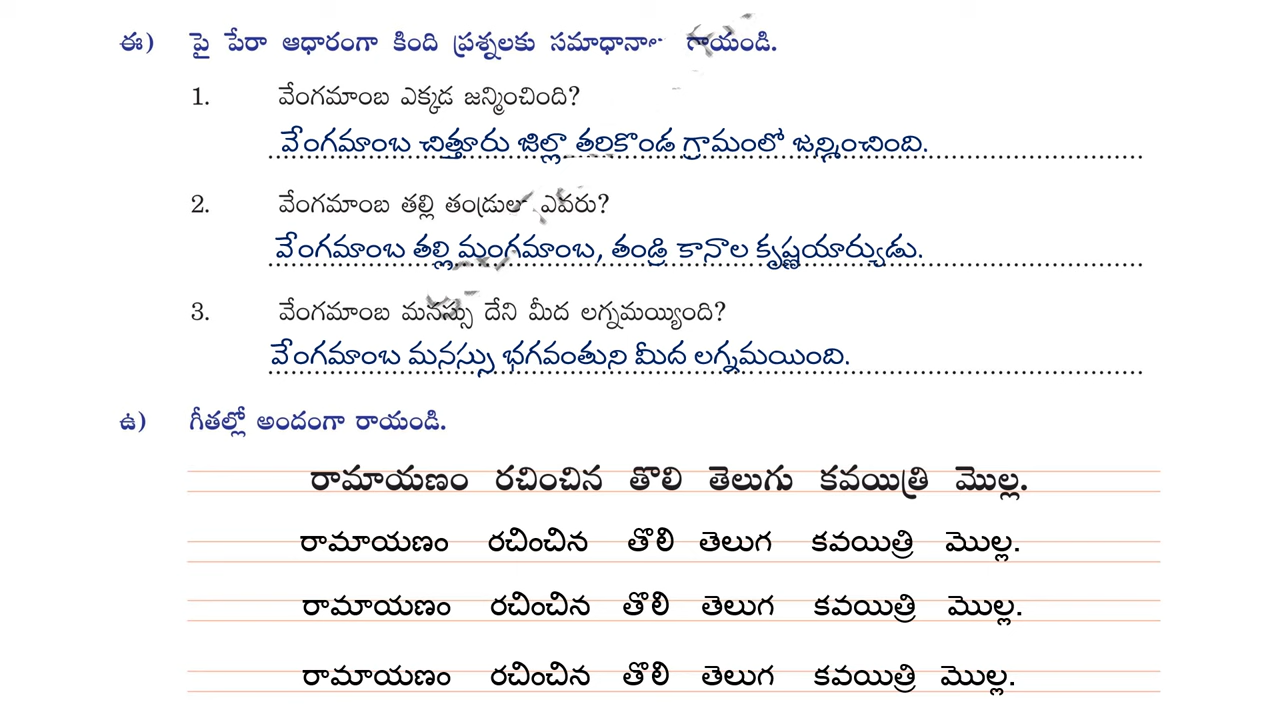 ఈ) పై పేరా ఆధారంగా కింది ప్రశ్నలకు సమాధానాలు రాయండి.
1. వేంగమాంబ ఎక్కడ జన్మించింది?
వేంగమాంబ చిత్తూరు జిల్లా తరికొండ గ్రామంలో జన్మించింది.
2. వేంగమాంబ తల్లి తండ్రులు ఎవరు?
వేంగమాంబ తల్లి మంగమాంబ, తండ్రి కానాల కృష్ణయార్యుడు.
3. వేంగమాంబ మనస్సు దేని మీద లగ్నమయ్యింది?
వేంగమాంబ మనస్సు భగవంతుని మీద లగ్నమయింది.
ఉ) గీతల్లో అందంగా రాయండి.
రామాయణం రచించిన తొలి తెలుగు కవయిత్రి మొల్ల.
రామాయణం రచించిన తొలి తెలుగ కవయిత్రి మొల్ల.
రామాయణం రచించిన తొలి తెలుగ కవయిత్రి మొల్ల.
రామాయణం రచించిన తొలి తెలుగ కవయిత్రి మొల్ల.